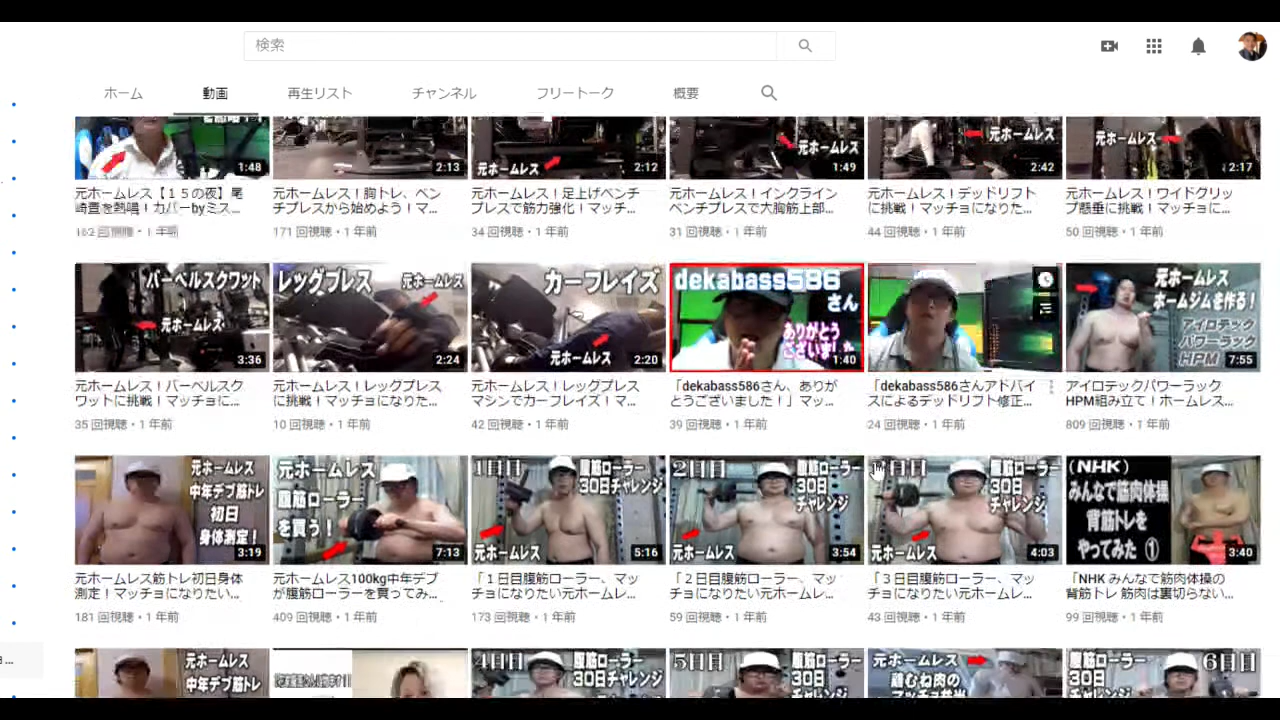 検索
ホーム
動画
再生リスト
チャンネル
フリートーク
概要
1:48
2:13
元ホームレス
2:12
元ホームレス
1:49
元ホームレス
2:42
元ホームレス
2:17
元ホームレス【１５の夜】尾
崎豊を熱唱！カバーbyミス...
162 回視聴・1 年前
元ホームレス！胸トレ、ベン
チプレスから始めよう！マ...
171 回視聴・1 年前
元ホームレス！足上げベンチ
プレスで筋力強化！マッチ...
34 回視聴・1 年前
元ホームレス！インクライン
ベンチプレスで大胸筋上部...
31 回視聴・1 年前
元ホームレス！デッドリフト
に挑戦！マッチョになりた...
44 回視聴・1 年前
元ホームレス！ワイドグリッ
プ懸垂に挑戦！マッチョに...
50 回視聴・1 年前
バーベルスクワット
元ホームレス
3:36
レッグプレス
元ホームレス
2:24
カーフレイズ
元ホームレス
2:20
dekabass586
さん
ありがとう
ございました
1:40
元ホームレス
ホームジムを作る！
アイロテック
パワーラック
HPM
7:55
元ホームレス！バーベルスク
ワットに挑戦！マッチョに...
35 回視聴・1 年前
元ホームレス！レッグプレス
に挑戦！マッチョになりた...
10 回視聴・1 年前
元ホームレス！レッグプレス
マシンでカーフレイズ！マ...
42 回視聴・1 年前
「dekabass586さん、ありが
とうございました！」マッ...
39 回視聴・1 年前
「dekabass586さんアドバイ
スによるデッドリフト修正...
24 回視聴・1 年前
アイロテックパワーラック
HPM組み立て！ホームレス...
809 回視聴・1 年前
元ホームレス
中年デブ筋トレ
初日
身体測定！
3:19
元ホームレス
腹筋ローラー
を買う！
7:13
1日目
腹筋ローラー
30日チャレンジ
元ホームレス
5:16
2日目
腹筋ローラー
30日チャレンジ
元ホームレス
3:54
日目
腹筋ローラー
30日チャレンジ
元ホームレス
4:03
（NHK）
みんなで筋肉体操
背筋トレを
やってみた ①
3:40
元ホームレス筋トレ初日身体
測定！マッチョになりたい...
181 回視聴・1 年前
元ホームレス100kg中年デブ
が腹筋ローラーを買ってみ...
409 回視聴・1 年前
「１日目腹筋ローラー、マッ
チョになりたい元ホームレ...
173 回視聴・1 年前
「２日目腹筋ローラー、マッ
チョになりたい元ホームレ...
59 回視聴・1 年前
「３日目腹筋ローラー、マッ
チョになりたい元ホームレ...
43 回視聴・1 年前
「NHK みんなで筋肉体操の
背筋トレ 筋肉は裏切らない...
99 回視聴・1 年前
元ホームレス
中年デブ筋トレ
4日目
腹筋ローラー
30日チャレンジ
5日目
腹筋ローラー
30日チャレンジ
元ホームレス
鶏むね肉の
マッチョ弁当
腹筋ローラー
30日チャレンジ
6日目